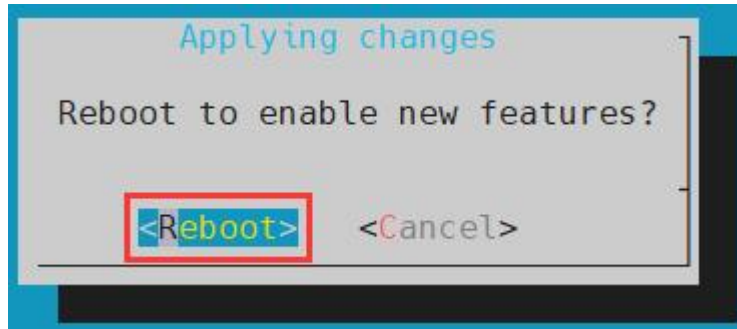 Applying changes
Reboot to enable new features?
<Reboot> <Cancel>